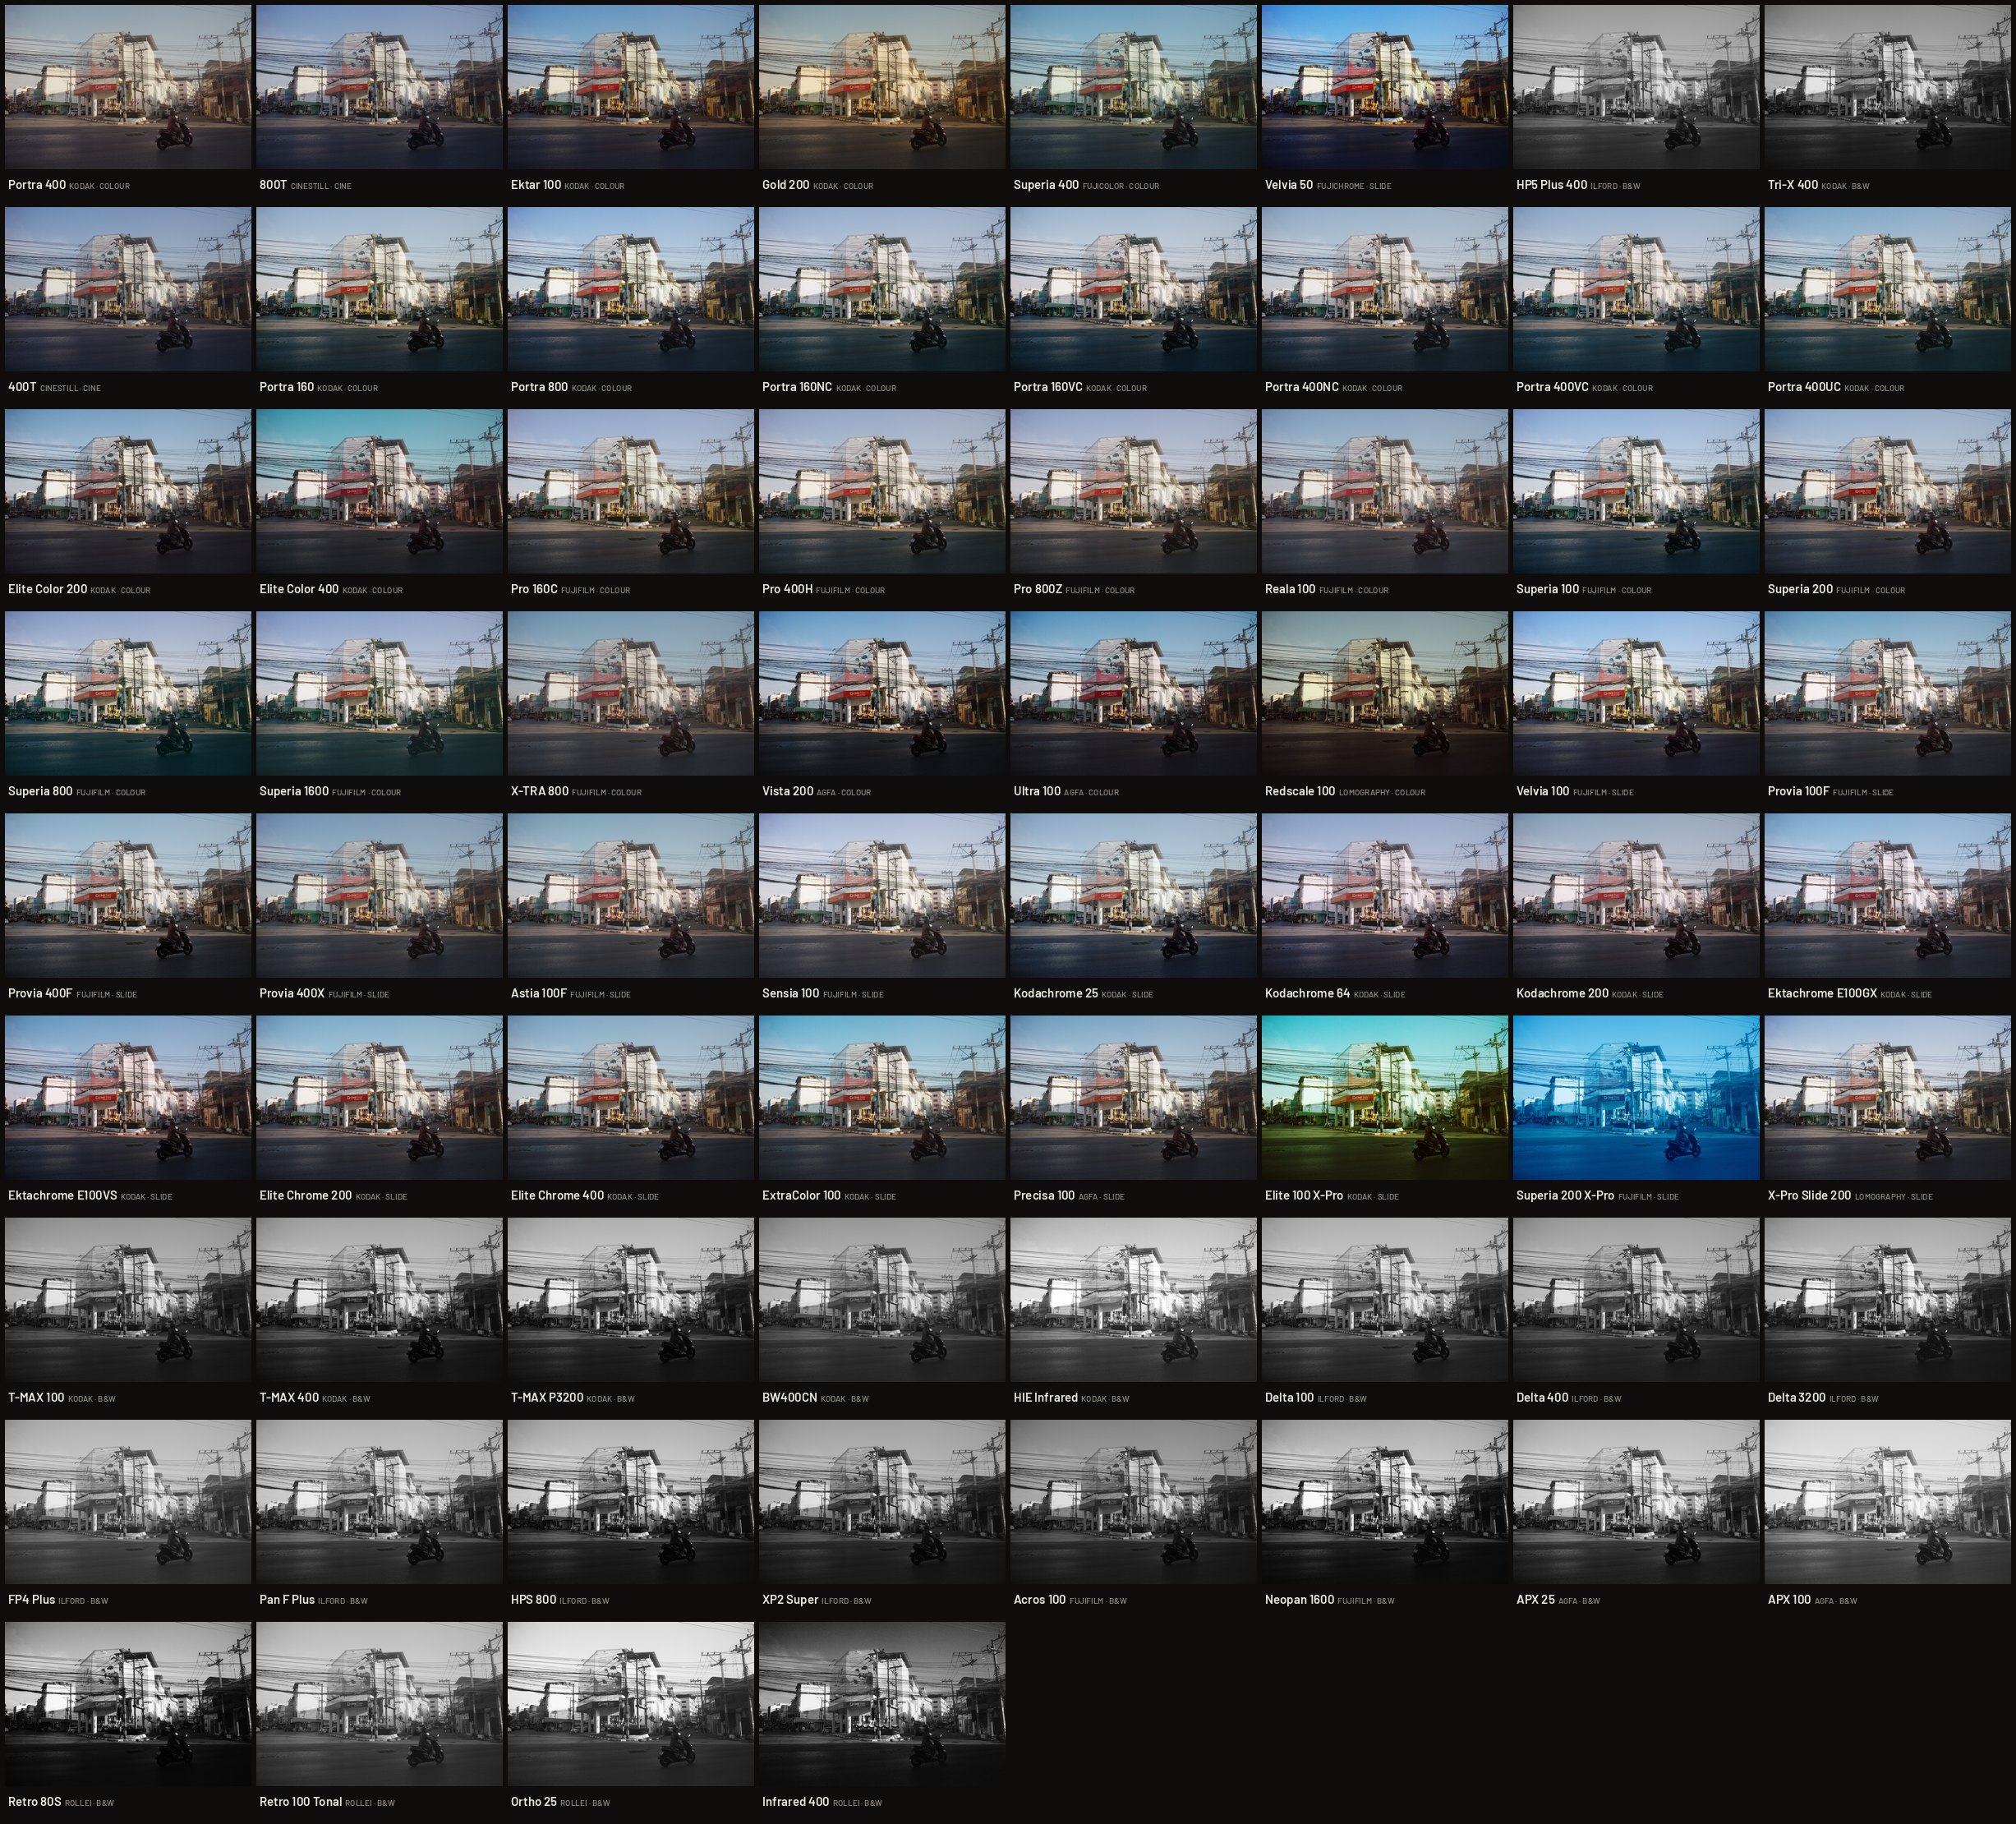 Portra 400 KODAK · COLOUR
800T CINESTILL · CINE
Ektar 100 KODAK · COLOUR
Gold 200 KODAK · COLOUR
Superia 400 FUJICOLOR · COLOUR
Velvia 50 FUJICHROME · SLIDE
HP5 Plus 400 ILFORD · B&W
Tri-X 400 KODAK · B&W
400T CINESTILL · CINE
Portra 160 KODAK · COLOUR
Portra 800 KODAK · COLOUR
Portra 160NC KODAK · COLOUR
Portra 160VC KODAK · COLOUR
Portra 400NC KODAK · COLOUR
Portra 400VC KODAK · COLOUR
Portra 400UC KODAK · COLOUR
Elite Color 200 KODAK · COLOUR
Elite Color 400 KODAK · COLOUR
Pro 160C FUJIFILM · COLOUR
Pro 400H FUJIFILM · COLOUR
Pro 800Z FUJIFILM · COLOUR
Reala 100 FUJIFILM · COLOUR
Superia 100 FUJIFILM · COLOUR
Superia 200 FUJIFILM · COLOUR
Superia 800 FUJIFILM · COLOUR
Superia 1600 FUJIFILM · COLOUR
X-TRA 800 FUJIFILM · COLOUR
Vista 200 AGFA · COLOUR
Ultra 100 AGFA · COLOUR
Redscale 100 LOMOGRAPHY · COLOUR
Velvia 100 FUJIFILM · SLIDE
Provia 100F FUJIFILM · SLIDE
Provia 400F FUJIFILM · SLIDE
Provia 400X FUJIFILM · SLIDE
Astia 100F FUJIFILM · SLIDE
Sensia 100 FUJIFILM · SLIDE
Kodachrome 25 KODAK · SLIDE
Kodachrome 64 KODAK · SLIDE
Kodachrome 200 KODAK · SLIDE
Ektachrome E100GX KODAK · SLIDE
Ektachrome E100VS KODAK · SLIDE
Elite Chrome 200 KODAK · SLIDE
Elite Chrome 400 KODAK · SLIDE
ExtraColor 100 KODAK · SLIDE
Precisa 100 AGFA · SLIDE
Elite 100 X-Pro KODAK · SLIDE
Superia 200 X-Pro FUJIFILM · SLIDE
X-Pro Slide 200 LOMOGRAPHY · SLIDE
T-MAX 100 KODAK · B&W
T-MAX 400 KODAK · B&W
T-MAX P3200 KODAK · B&W
BW400CN KODAK · B&W
HIE Infrared KODAK · B&W
Delta 100 ILFORD · B&W
Delta 400 ILFORD · B&W
Delta 3200 ILFORD · B&W
FP4 Plus ILFORD · B&W
Pan F Plus ILFORD · B&W
HPS 800 ILFORD · B&W
XP2 Super ILFORD · B&W
Acros 100 FUJIFILM · B&W
Neopan 1600 FUJIFILM · B&W
APX 25 AGFA · B&W
APX 100 AGFA · B&W
Retro 80S ROLLEI · B&W
Retro 100 Tonal ROLLEI · B&W
Ortho 25 ROLLEI · B&W
Infrared 400 ROLLEI · B&W